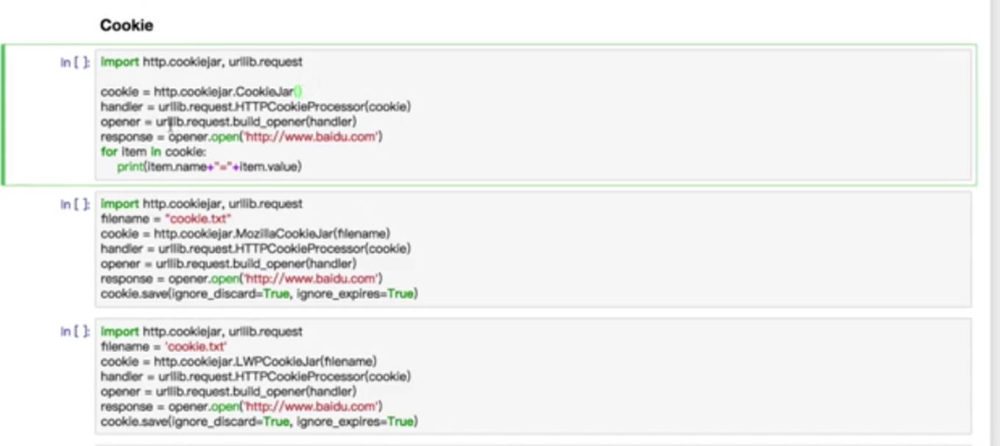 Cookie
In [ ]: import http.cookiejar, urllib.request
cookie = http.cookiejar.CookieJar()
handler = urllib.request.HTTPCookieProcessor(cookie)
opener = urllib.request.build_opener(handler)
response = opener.open('http://www.baidu.com')
for item in cookie:
    print(item.name+"="+item.value)
In [ ]: import http.cookiejar, urllib.request
filename = "cookie.txt"
cookie = http.cookiejar.MozillaCookieJar(filename)
handler = urllib.request.HTTPCookieProcessor(cookie)
opener = urllib.request.build_opener(handler)
response = opener.open('http://www.baidu.com')
cookie.save(ignore_discard=True, ignore_expires=True)
In [ ]: import http.cookiejar, urllib.request
filename = 'cookie.txt'
cookie = http.cookiejar.LWPCookieJar(filename)
handler = urllib.request.HTTPCookieProcessor(cookie)
opener = urllib.request.build_opener(handler)
response = opener.open('http://www.baidu.com')
cookie.save(ignore_discard=True, ignore_expires=True)